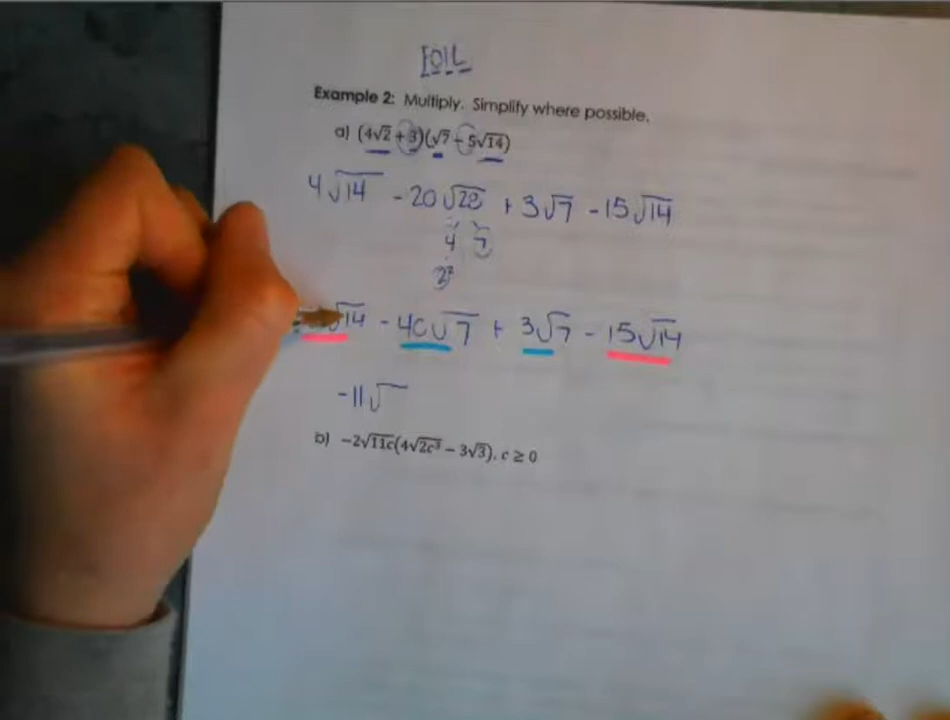 FOIL
Example 2: Multiply. Simplify where possible.
a) (4√2 + 3)(√7 − 5√14)
4√14 - 20√28 + 3√7 - 15√14
4 7
2²
√14 - 40√7 + 3√7 - 15√14
-11√
b) −2√11c(4√2c³ − 3√3), c ≥ 0